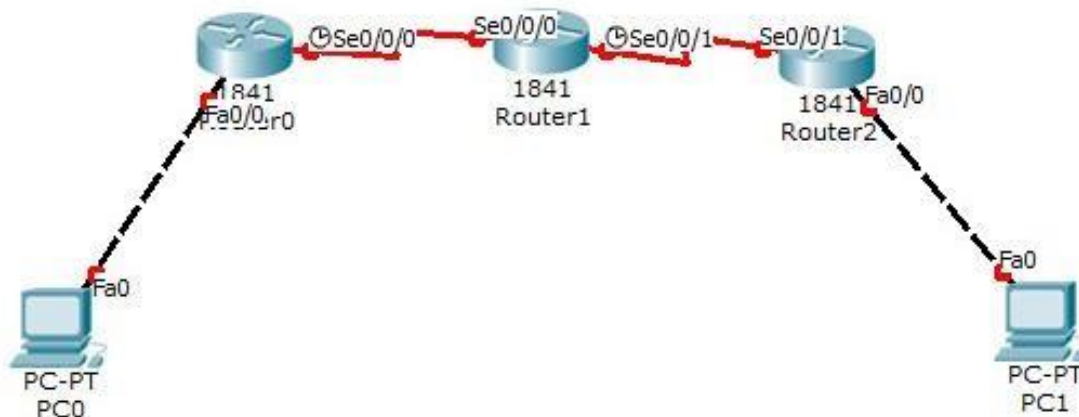 Se0/0/0
Se0/0/0
Se0/0/1
Se0/0/1
1841
Fa0/0
1841
Router1
1841
Router2
Fa0/0
Fa0
PC-PT
PC0
Fa0
PC-PT
PC1